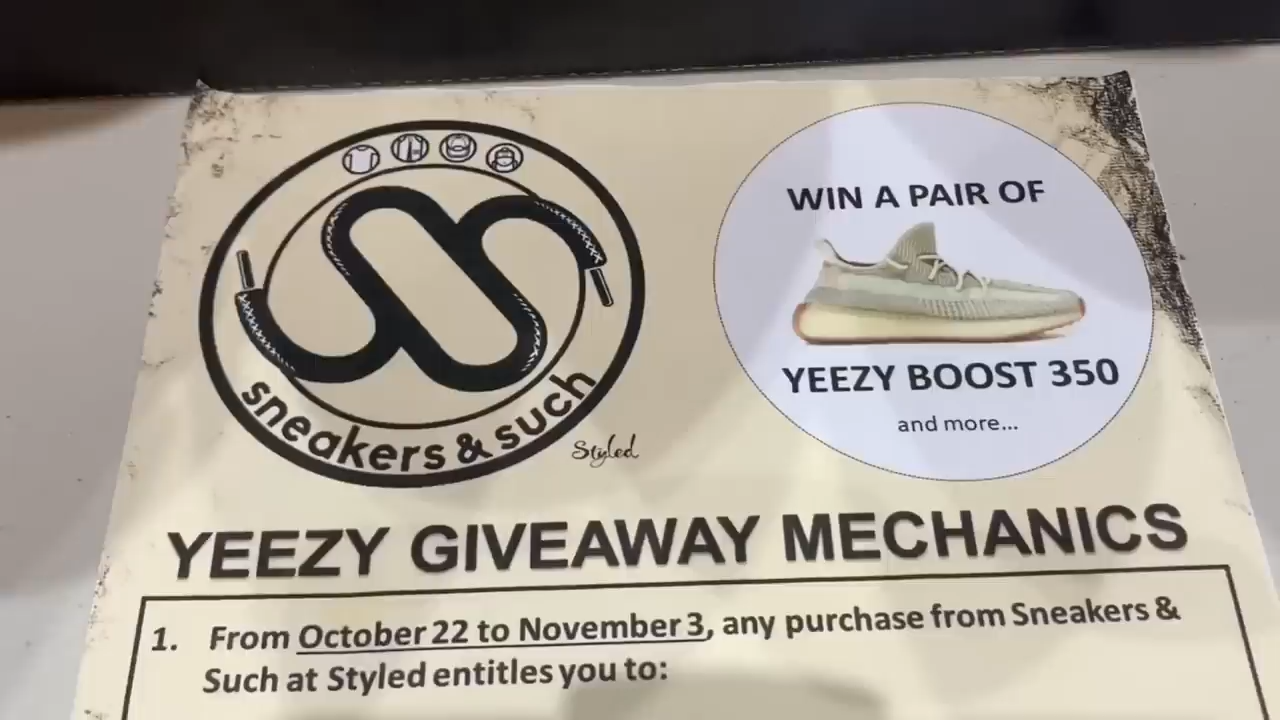 sneakers & such
Styled
WIN A PAIR OF
YEEZY BOOST 350
and more...
YEEZY GIVEAWAY MECHANICS
1. From October 22 to November 3, any purchase from Sneakers &
Such at Styled entitles you to: